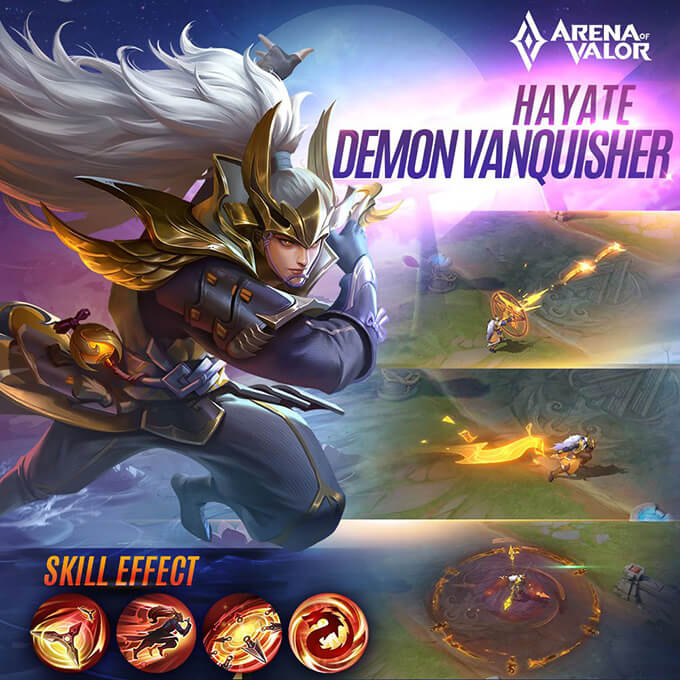 ARENA OF
VALOR
HAYATE
DEMON VANQUISHER
SKILL EFFECT